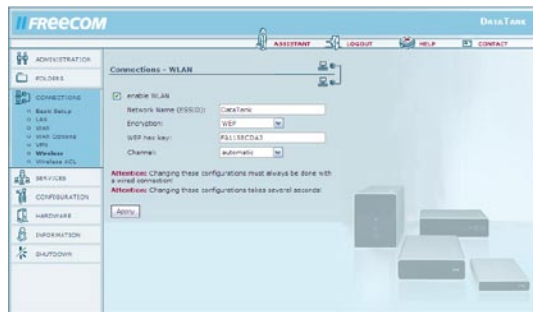 FREECOM
DATATANK
ASSISTANT LOGOUT HELP CONTACT
ADMINISTRATION
FOLDERS
CONNECTIONS
Basic Setup
LAN
WAN
WAN Options
VPN
Wireless
Wireless ACL
SERVICES
CONFIGURATION
HARDWARE
INFORMATION
SHUTDOWN
Connections - WLAN
enable WLAN
Network Name (ESSID): DataTank
Encryption: WEP
WEP hex key:
Channel: automatic
Attention: Changing these configurations must always be done with
a wired connection!
Attention: Changing these configurations takes several seconds!
Apply